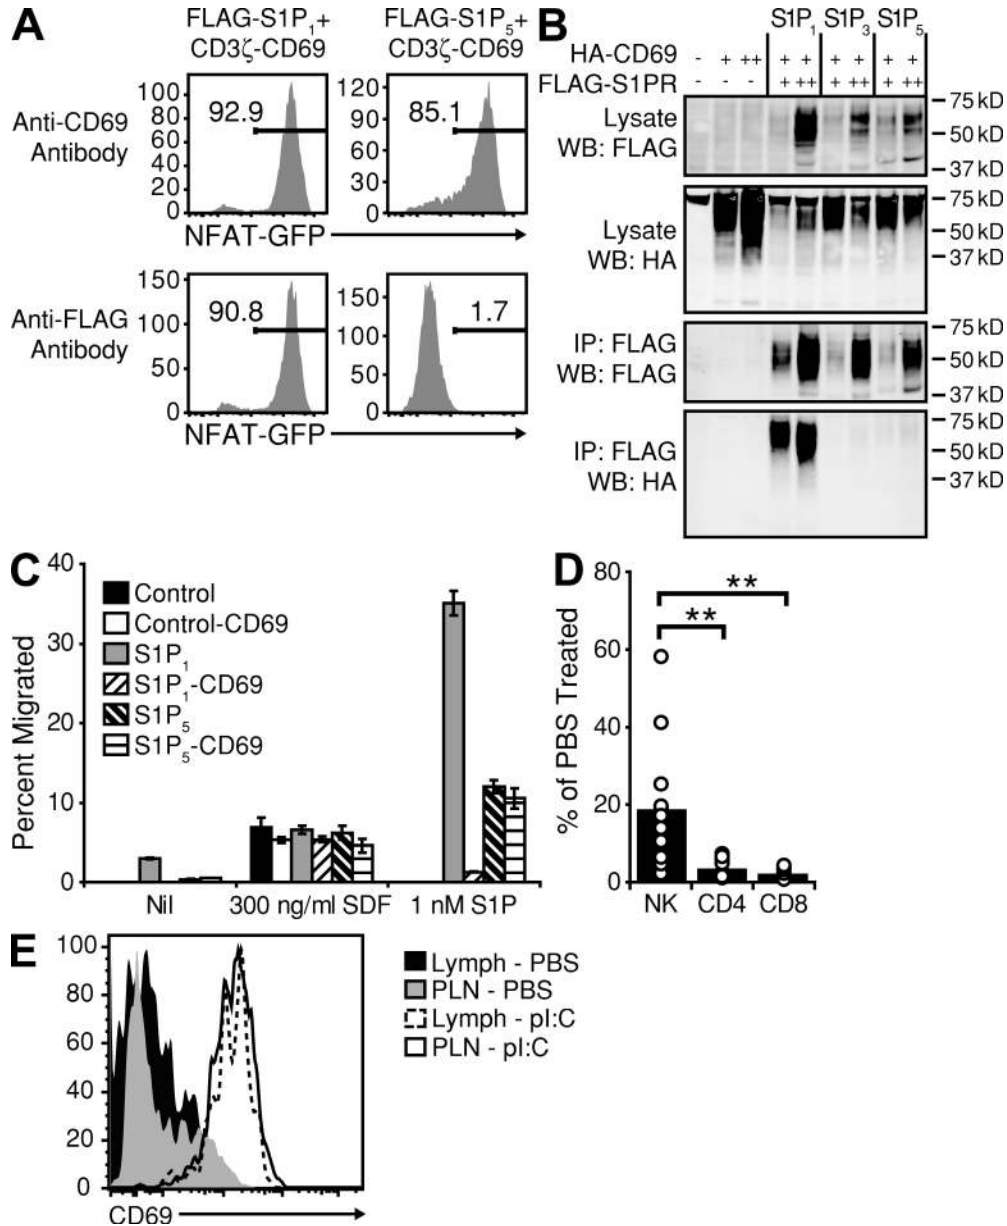 A
FLAG-S1P1+
CD3ζ-CD69
FLAG-S1P5+
CD3ζ-CD69
Anti-CD69
Antibody
100
80
60
40
20
0
92.9
120
90
60
30
0
85.1
NFAT-GFP
Anti-FLAG
Antibody
150
100
50
0
90.8
150
100
50
0
1.7
NFAT-GFP
B
S1P1 S1P3 S1P5
HA-CD69 - + ++ + + + + + +
FLAG-S1PR - - - + ++ + ++ + ++
Lysate
WB: FLAG
75 kD
50 kD
37 kD
Lysate
WB: HA
75 kD
50 kD
37 kD
IP: FLAG
WB: FLAG
75 kD
50 kD
37 kD
IP: FLAG
WB: HA
75 kD
50 kD
37 kD
C
Percent Migrated
40
30
20
10
0
Control
Control-CD69
S1P1
S1P1-CD69
S1P5
S1P5-CD69
Nil 300 ng/ml SDF 1 nM S1P
D
% of PBS Treated
80
60
40
20
0
**
**
NK CD4 CD8
E
100
80
60
40
20
0
CD69
Lymph - PBS
PLN - PBS
Lymph - pI:C
PLN - pI:C